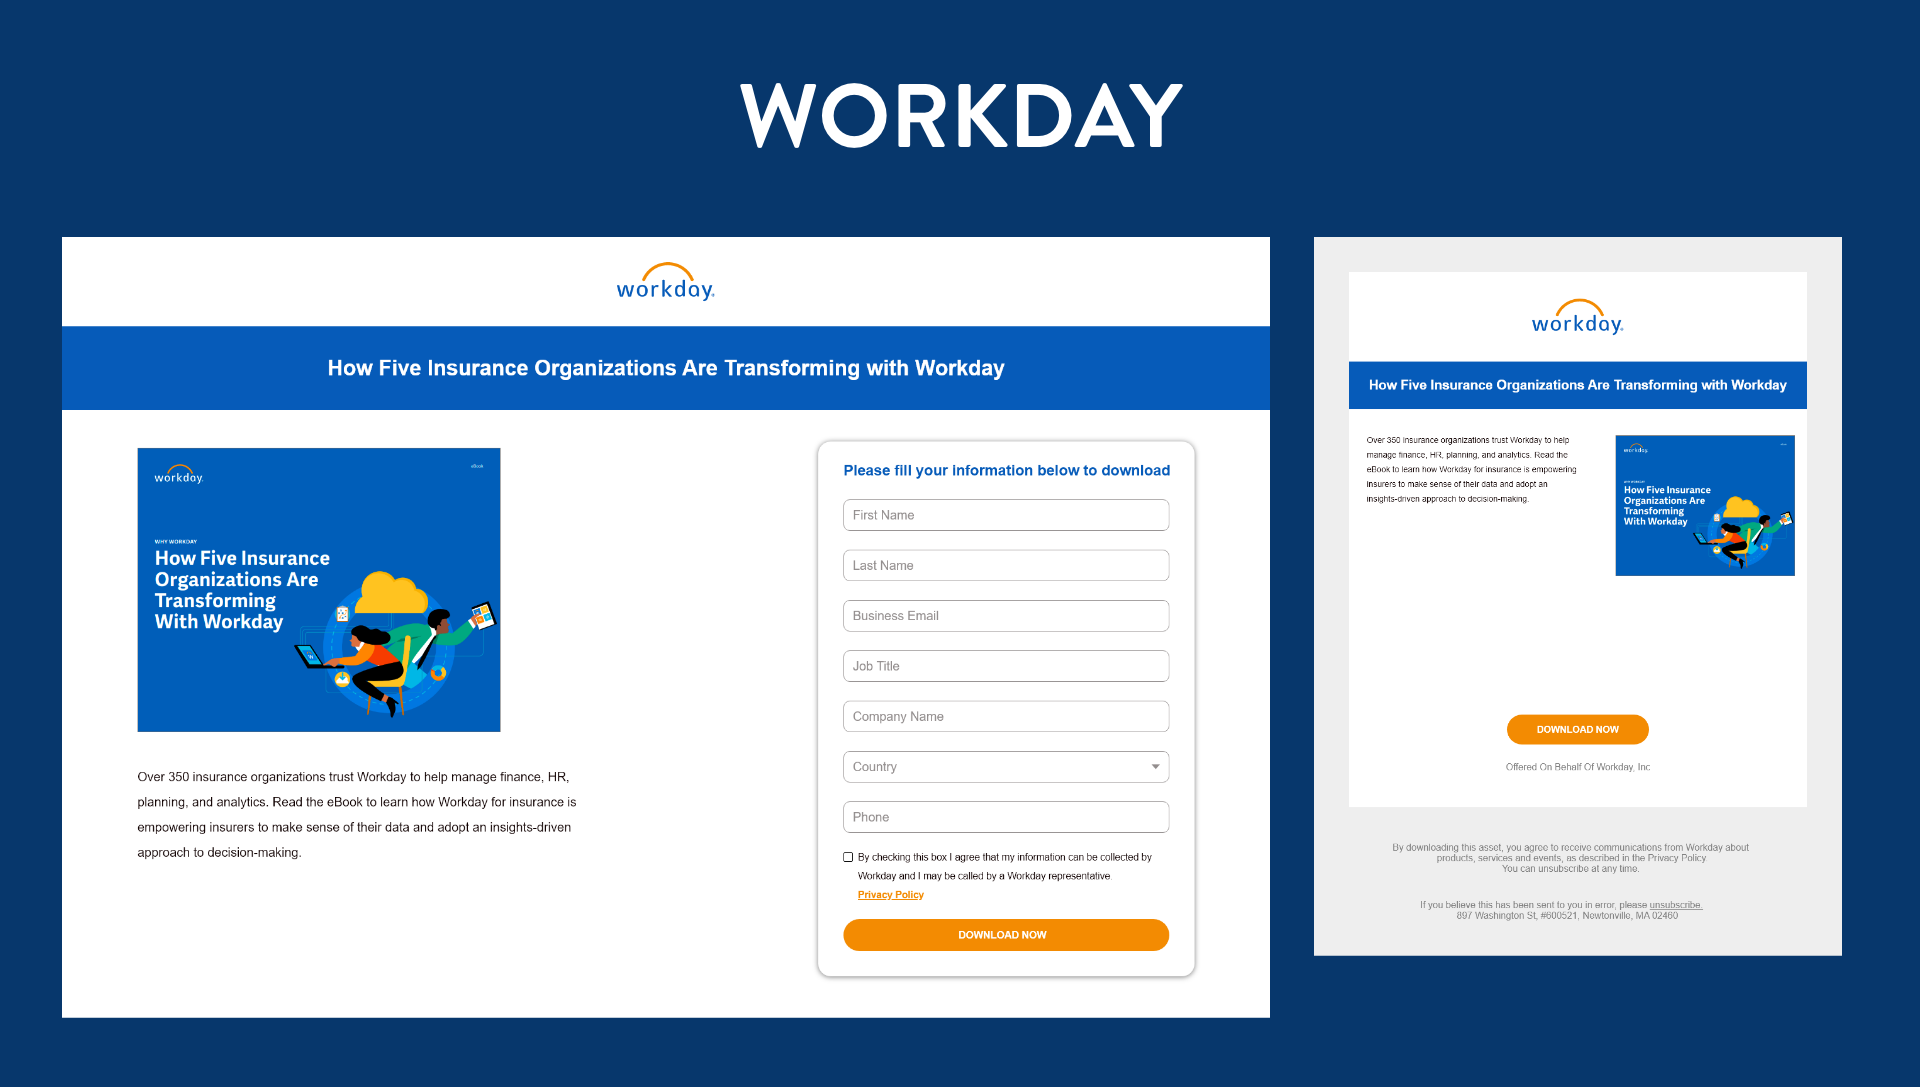 WORKDAY
workday.
How Five Insurance Organizations Are Transforming with Workday
workday.
eBook
WHY WORKDAY
How Five Insurance
Organizations Are
Transforming
With Workday
Over 350 insurance organizations trust Workday to help manage finance, HR,
planning, and analytics. Read the eBook to learn how Workday for insurance is
empowering insurers to make sense of their data and adopt an insights-driven
approach to decision-making.
Please fill your information below to download
First Name
Last Name
Business Email
Job Title
Company Name
Country
Phone
By checking this box I agree that my information can be collected by
Workday and I may be called by a Workday representative.
Privacy Policy
DOWNLOAD NOW
workday.
How Five Insurance Organizations Are Transforming with Workday
Over 350 insurance organizations trust Workday to help
manage finance, HR, planning, and analytics. Read the
eBook to learn how Workday for insurance is empowering
insurers to make sense of their data and adopt an
insights-driven approach to decision-making.
workday.
WHY WORKDAY
How Five Insurance
Organizations Are
Transforming
With Workday
DOWNLOAD NOW
Offered On Behalf Of Workday, Inc
By downloading this asset, you agree to receive communications from Workday about
products, services and events, as described in the Privacy Policy.
You can unsubscribe at any time.
If you believe this has been sent to you in error, please unsubscribe.
897 Washington St, #600521, Newtonville, MA 02460